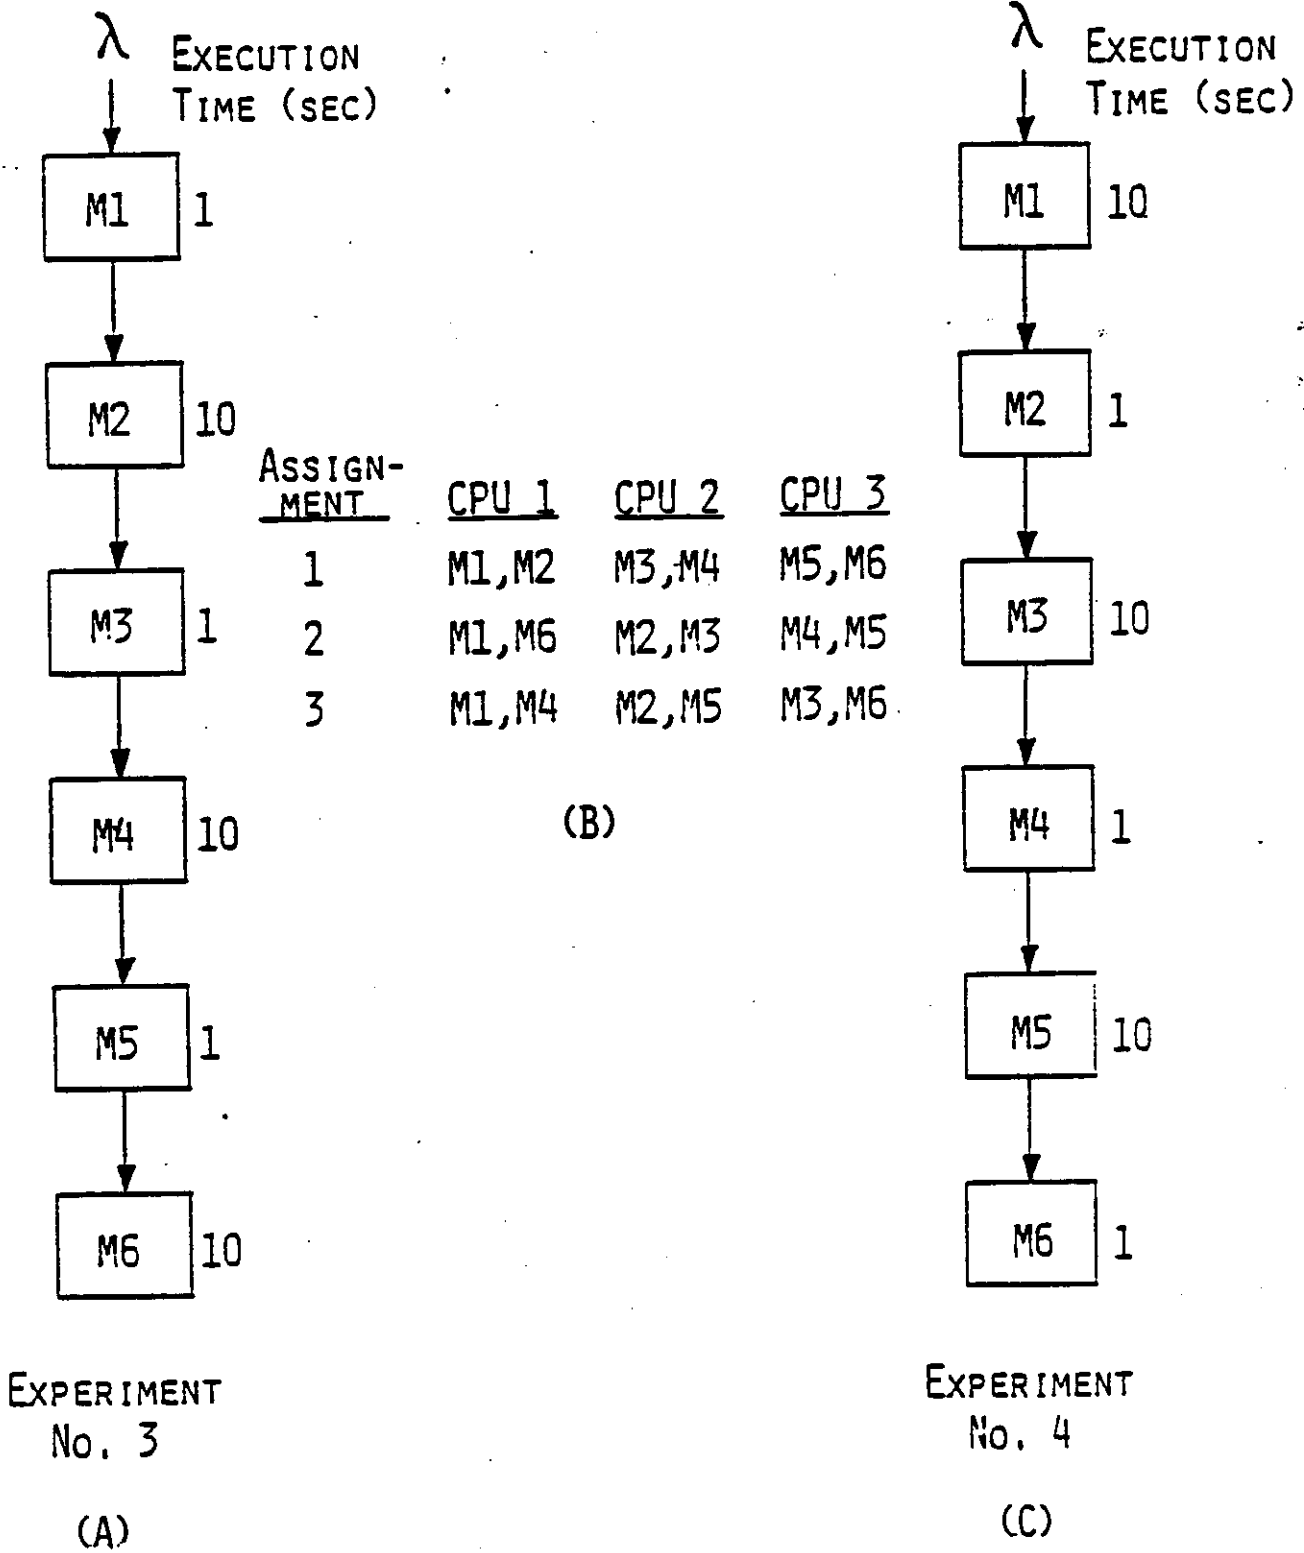 λ EXECUTION
TIME (SEC)
M1 1
M2 10
M3 1
M4 10
M5 1
M6 10
EXPERIMENT
No. 3
(A)
ASSIGN-
MENT CPU 1 CPU 2 CPU 3
1 M1,M2 M3,M4 M5,M6
2 M1,M6 M2,M3 M4,M5
3 M1,M4 M2,M5 M3,M6
(B)
λ EXECUTION
TIME (SEC)
M1 10
M2 1
M3 10
M4 1
M5 10
M6 1
EXPERIMENT
No. 4
(C)